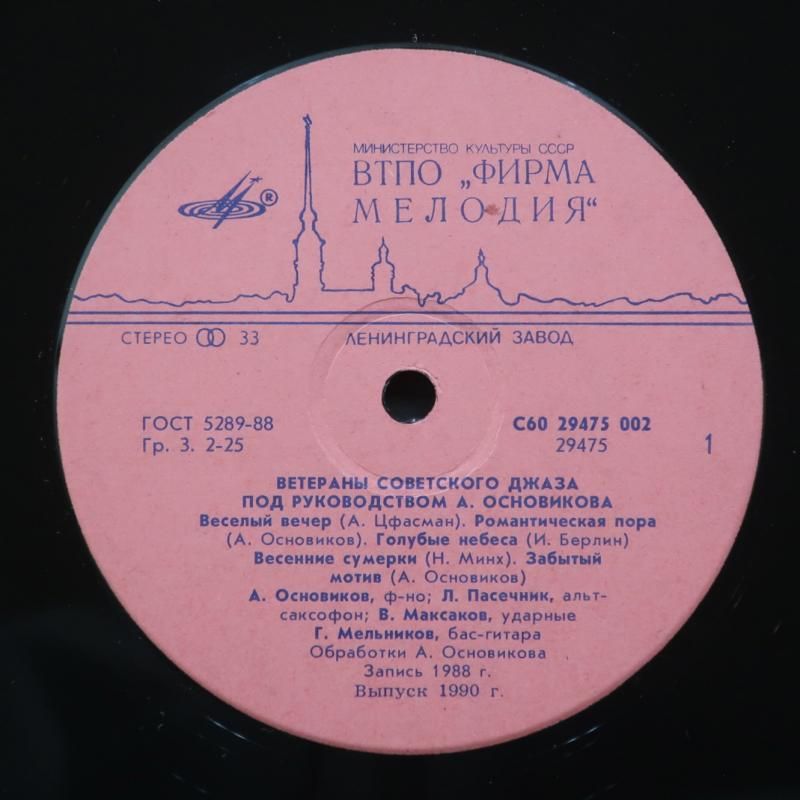 МИНИСТЕРСТВО КУЛЬТУРЫ СССР
ВТПО „ФИРМА
МЕЛОДИЯ“
®
СТЕРЕО 33
ЛЕНИНГРАДСКИЙ ЗАВОД
ГОСТ 5289-88
Гр. 3. 2-25
С60 29475 002
29475
1
ВЕТЕРАНЫ СОВЕТСКОГО ДЖАЗА
ПОД РУКОВОДСТВОМ А. ОСНОВИКОВА
Веселый вечер (А. Цфасман). Романтическая пора
(А. Основиков). Голубые небеса (И. Берлин)
Весенние сумерки (Н. Минх). Забытый
мотив (А. Основиков)
А. Основиков, ф-но; Л. Пасечник, альт-
саксофон; В. Максаков, ударные
Г. Мельников, бас-гитара
Обработки А. Основикова
Запись 1988 г.
Выпуск 1990 г.